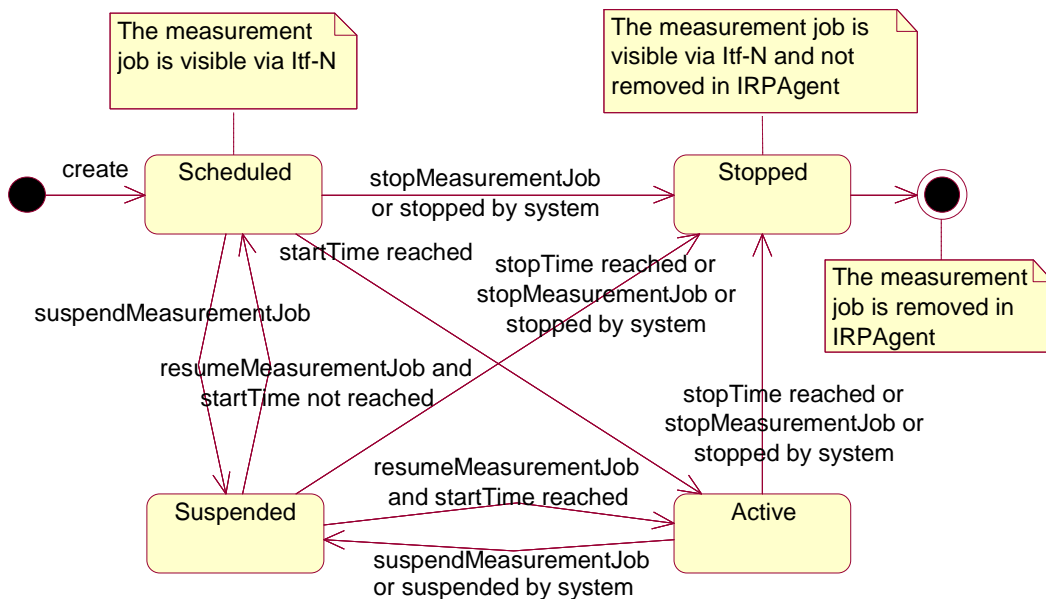 The measurement
job is visible via Itf-N
The measurement job is
visible via Itf-N and not
removed in IRPAgent
create
Scheduled
stopMeasurementJob
or stopped by system
Stopped
startTime reached
stopTime reached or
stopMeasurementJob or
stopped by system
The measurement
job is removed in
IRPAgent
suspendMeasurementJob
resumeMeasurementJob and
startTime not reached
stopTime reached or
stopMeasurementJob or
stopped by system
resumeMeasurementJob
and startTime reached
Suspended
Active
suspendMeasurementJob
or suspended by system